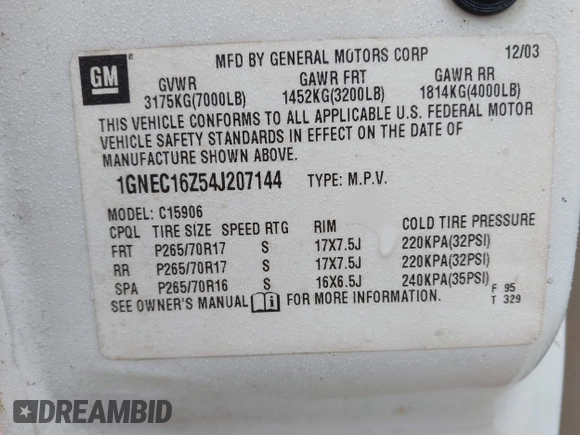 GM
MFD BY GENERAL MOTORS CORP 12/03
GVWR GAWR FRT GAWR RR
3175KG(7000LB) 1452KG(3200LB) 1814KG(4000LB)
THIS VEHICLE CONFORMS TO ALL APPLICABLE U.S. FEDERAL MOTOR
VEHICLE SAFETY STANDARDS IN EFFECT ON THE DATE OF
MANUFACTURE SHOWN ABOVE.
1GNEC16Z54J207144 TYPE: M.P.V.
MODEL: C15906
CPQL TIRE SIZE SPEED RTG RIM COLD TIRE PRESSURE
FRT P265/70R17 S 17X7.5J 220KPA(32PSI)
RR P265/70R17 S 17X7.5J 220KPA(32PSI)
SPA P265/70R16 S 16X6.5J 240KPA(35PSI)
SEE OWNER'S MANUAL i FOR MORE INFORMATION.
F 95
T 329
DREAMBID